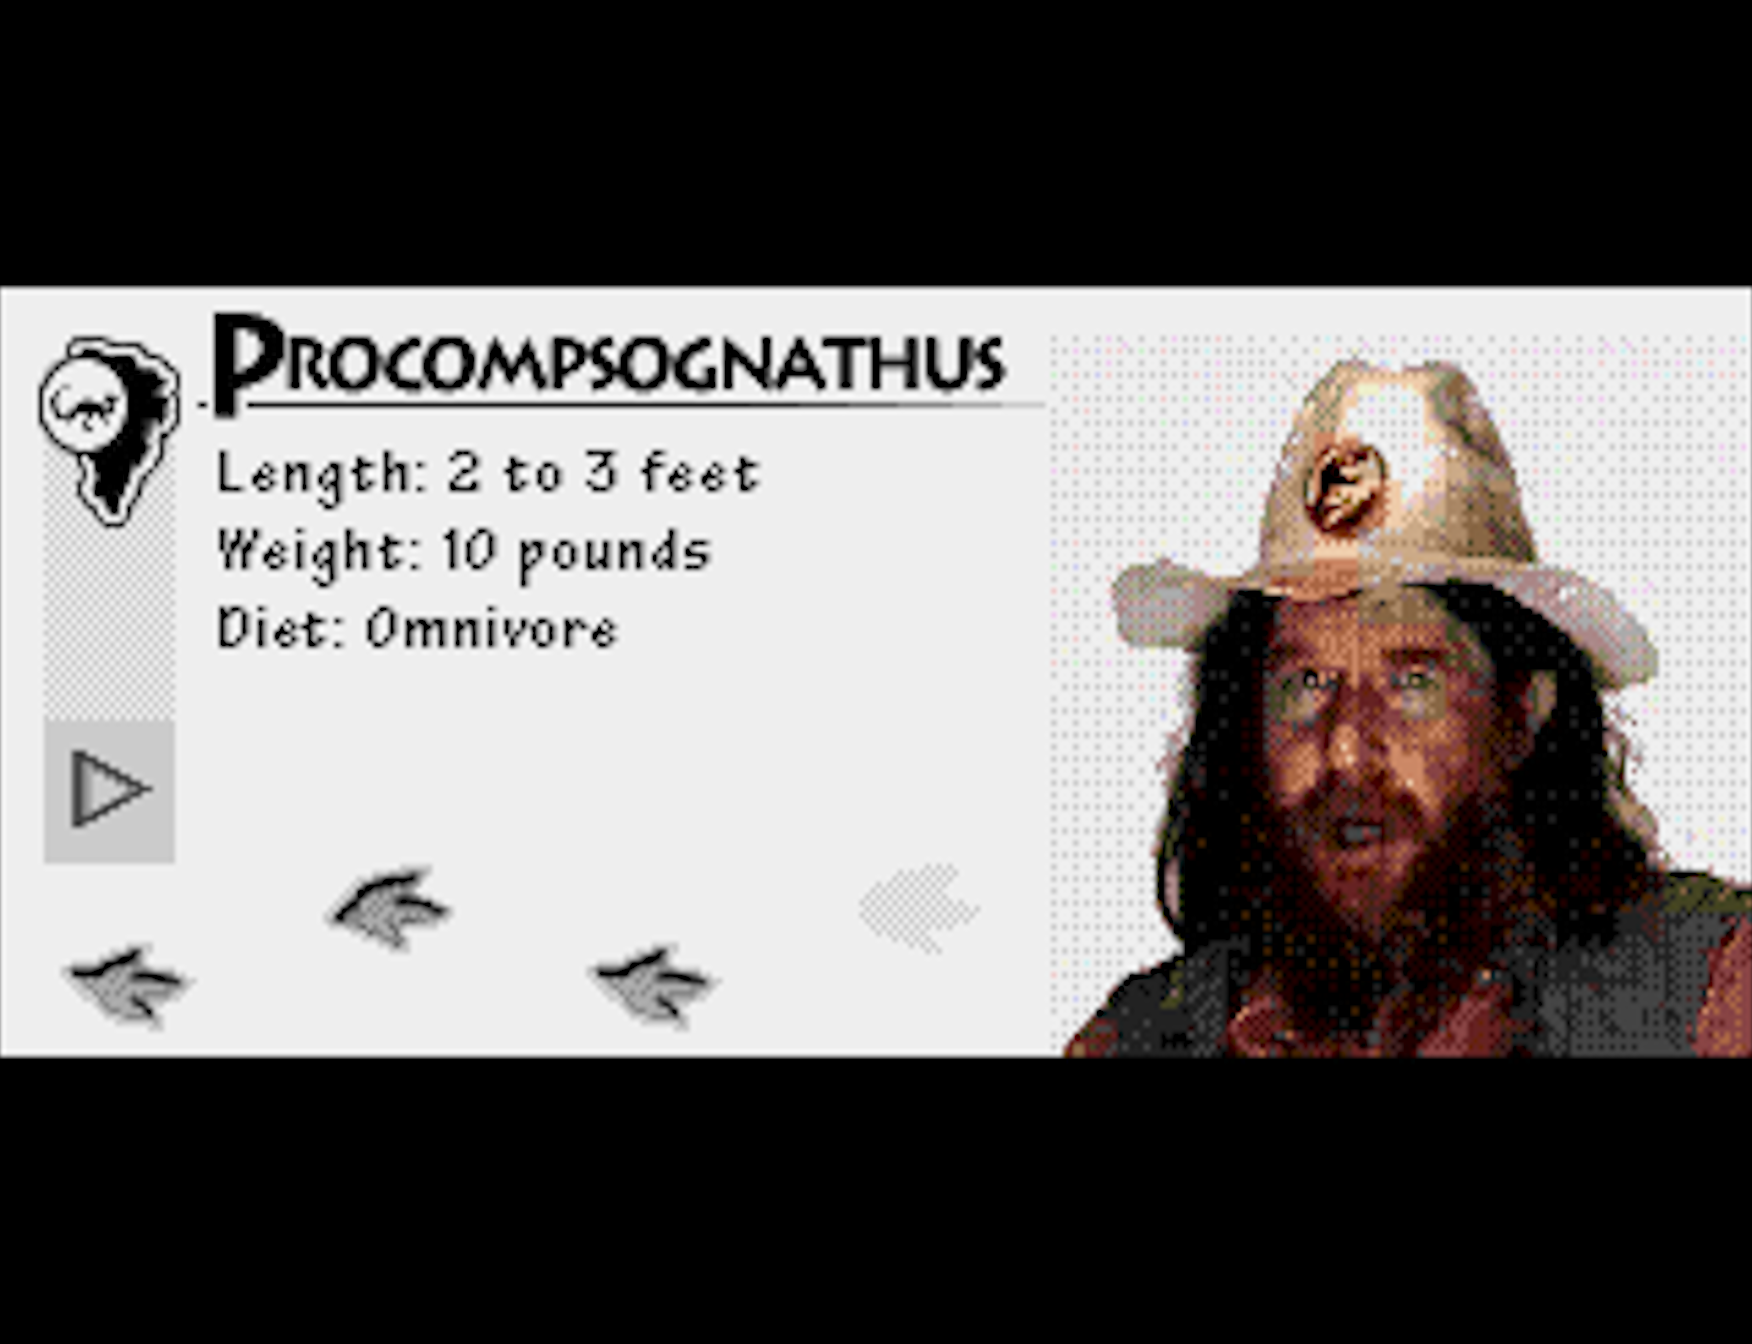 PROCOMPSOGNATHUS
Length: 2 to 3 feet
Weight: 10 pounds
Diet: Omnivore